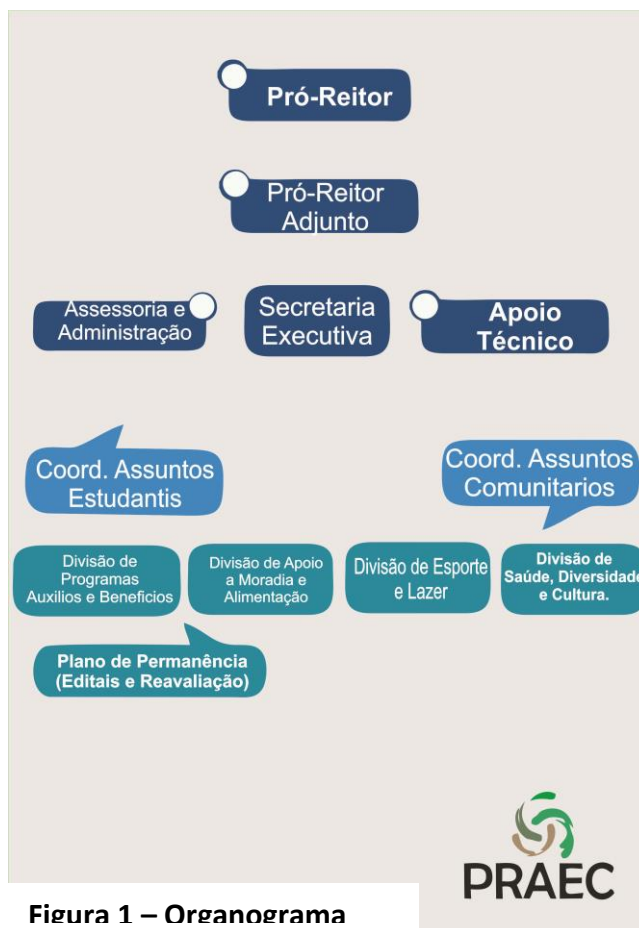 Pró-Reitor
Pró-Reitor
Adjunto
Assessoria e
Administração
Secretaria
Executiva
Apoio
Técnico
Coord. Assuntos
Estudantis
Coord. Assuntos
Comunitarios
Divisão de
Programas
Auxilios e Beneficios
Divisão de Apoio
a Moradia e
Alimentação
Divisão de Esporte
e Lazer
Divisão de
Saúde, Diversidade
e Cultura.
Plano de Permanência
(Editais e Reavaliação)
PRAEC
Figura 1 – Organograma